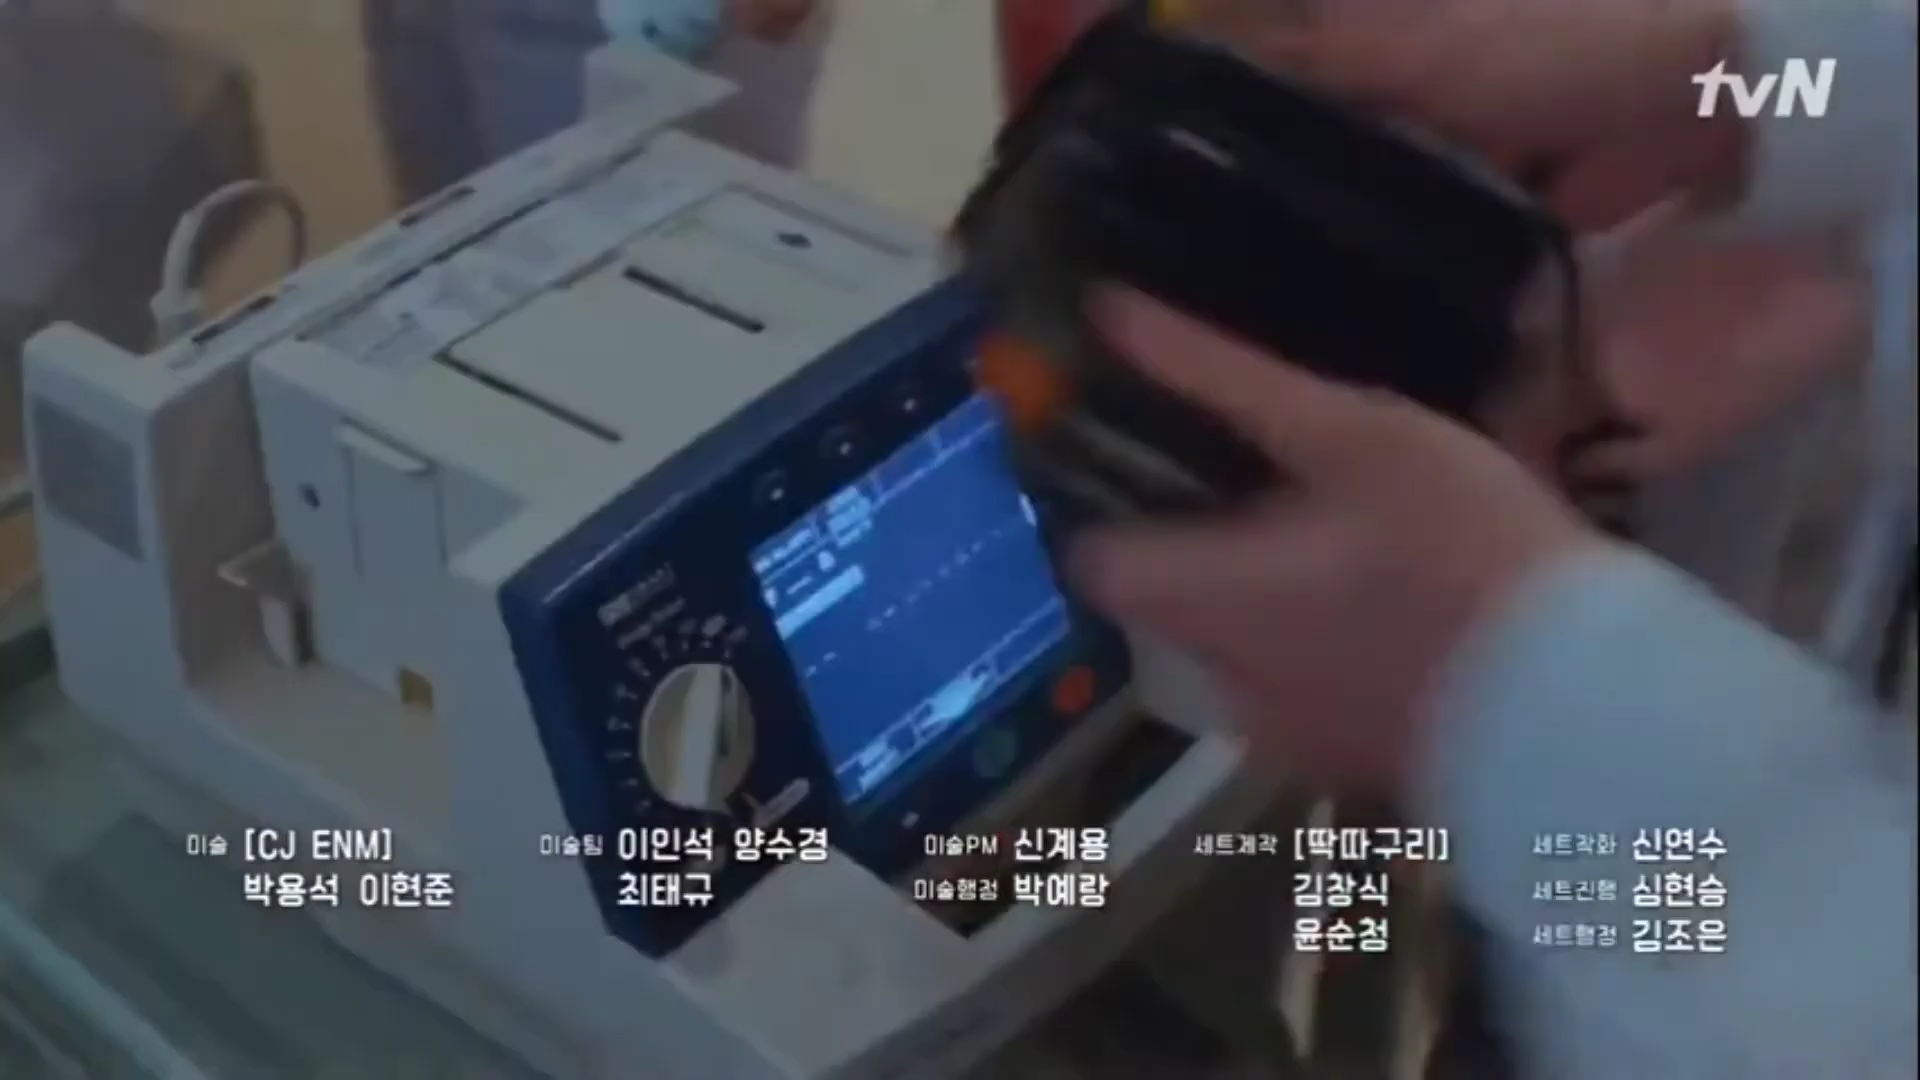 tvN
미술 [CJ ENM] 미술팀 이인석 양수경 미술PM 신계용 세트제작 [딱따구리] 세트작화 신연수
박용석 이현준 최태규 미술행정 박예랑 김창식 세트진행 심현승
윤순정 세트행정 김조은